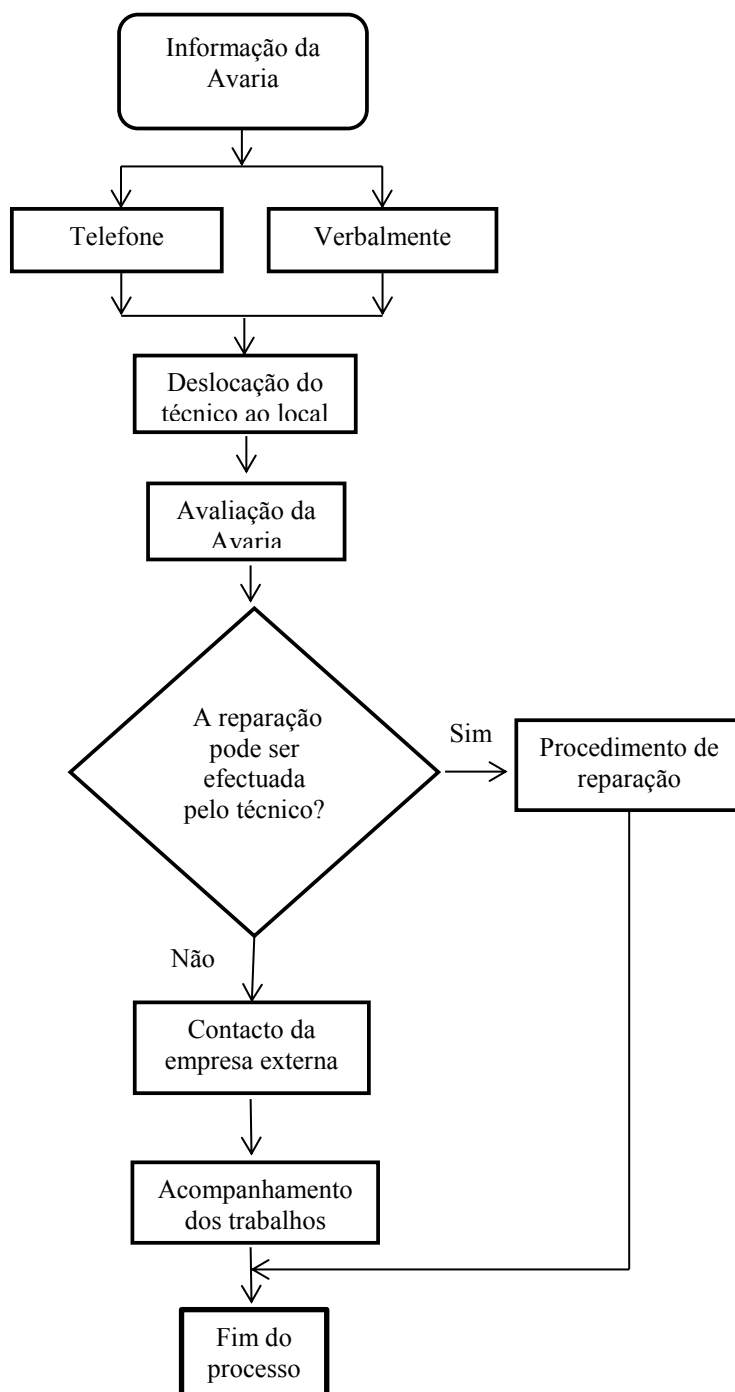 Informação da
Avaria
Telefone
Verbalmente
Deslocação do
técnico ao local
Avaliação da
Avaria
A reparação
pode ser
efectuada
pelo técnico?
Sim
Procedimento de
reparação
Não
Contacto da
empresa externa
Acompanhamento
dos trabalhos
Fim do
processo